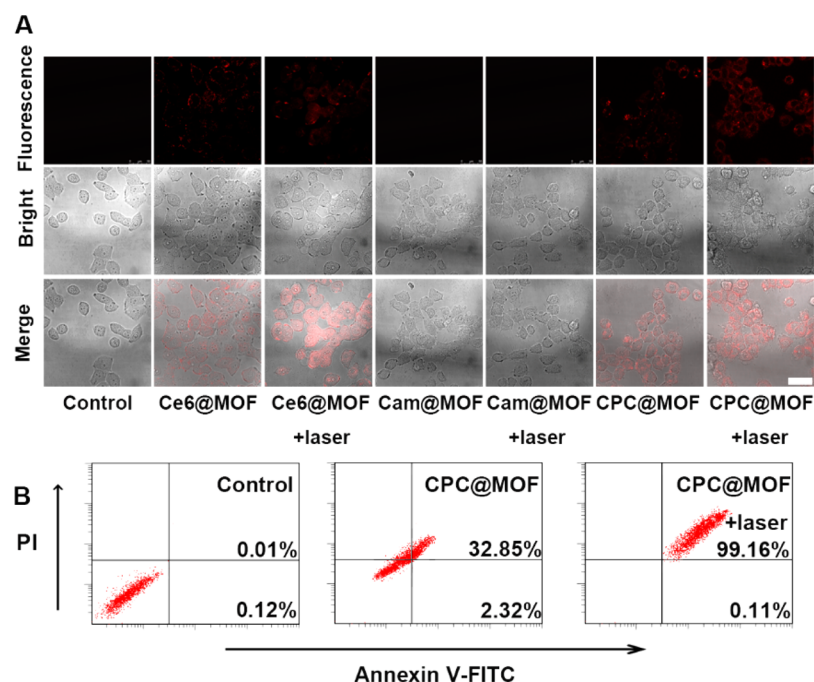 A
Fluorescence
Bright
Merge
Control Ce6@MOF Ce6@MOF Cam@MOF Cam@MOF CPC@MOF CPC@MOF
+laser +laser +laser
B
PI
Control CPC@MOF CPC@MOF
+laser
0.01% 32.85% 99.16%
0.12% 2.32% 0.11%
Annexin V-FITC